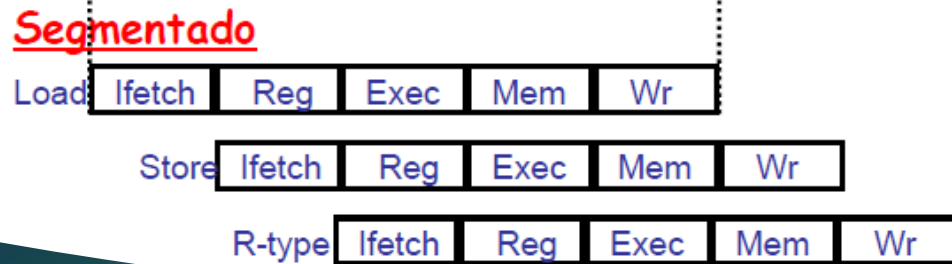 Segmentado
Load Ifetch Reg Exec Mem Wr
Store Ifetch Reg Exec Mem Wr
R-type Ifetch Reg Exec Mem Wr